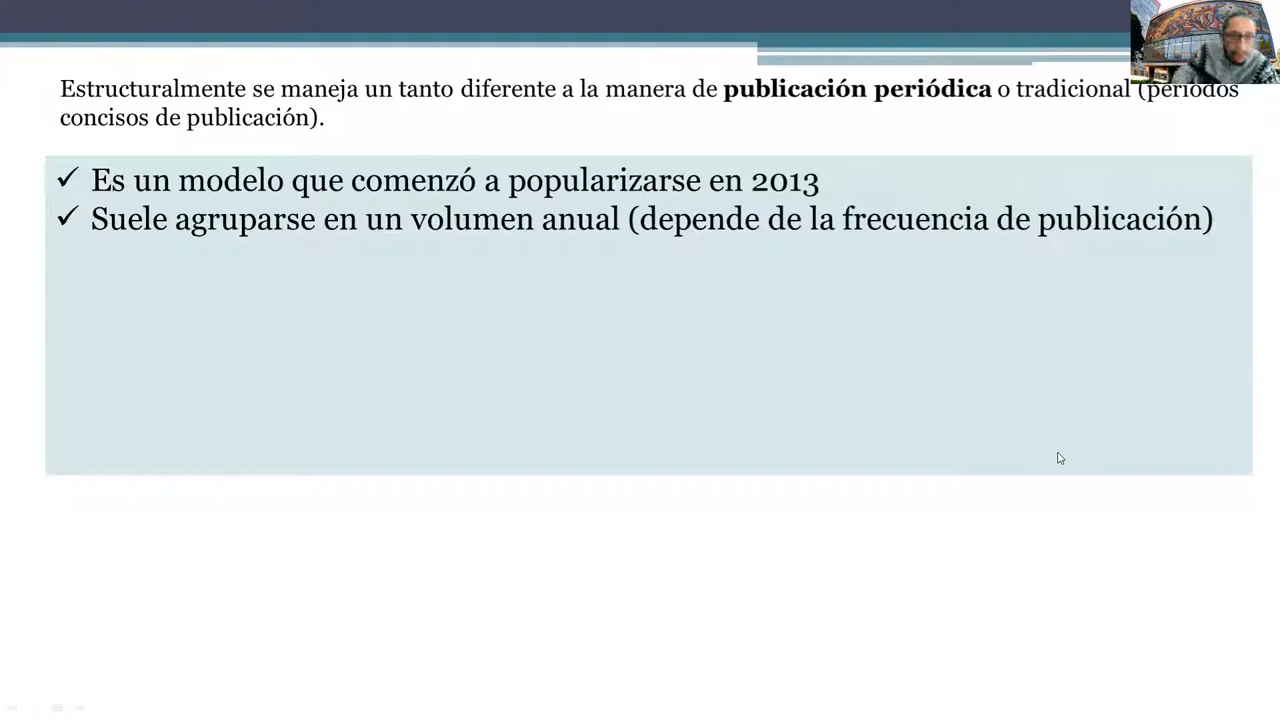 Estructuralmente se maneja un tanto diferente a la manera de publicación periódica o tradicional (períodos
concisos de publicación).
✓ Es un modelo que comenzó a popularizarse en 2013
✓ Suele agruparse en un volumen anual (depende de la frecuencia de publicación)